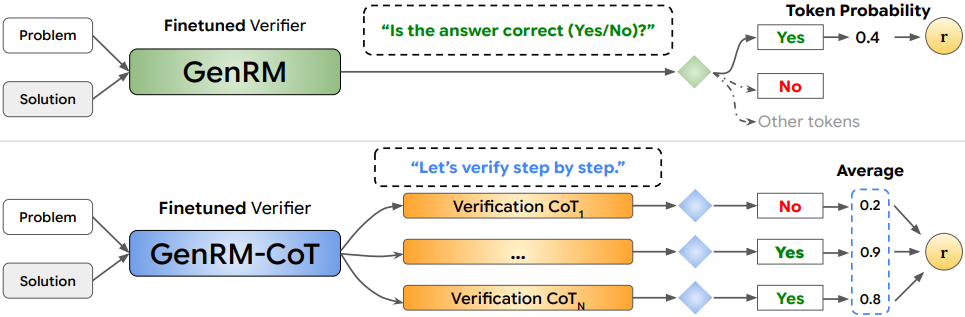 Problem
Solution
Finetuned Verifier
GenRM
“Is the answer correct (Yes/No)?”
Token Probability
Yes
0.4
r
No
Other tokens
Problem
Solution
Finetuned Verifier
GenRM-CoT
“Let’s verify step by step.”
Average
Verification CoT1
No
0.2
...
Yes
0.9
r
Verification CoTN
Yes
0.8